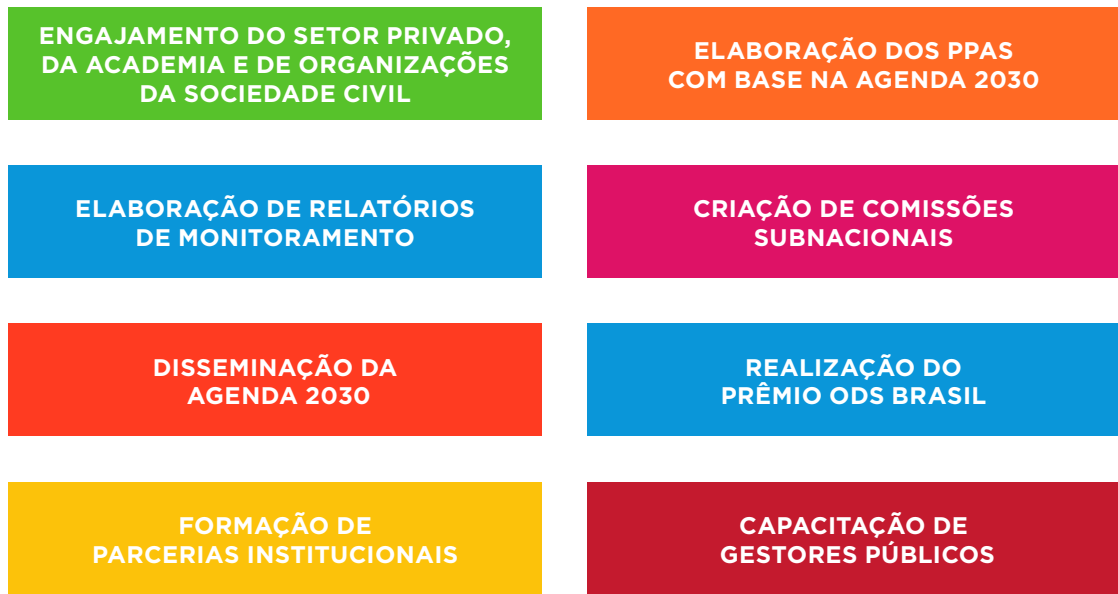 ENGAJAMENTO DO SETOR PRIVADO,
DA ACADEMIA E DE ORGANIZAÇÕES
DA SOCIEDADE CIVIL
ELABORAÇÃO DOS PPAS
COM BASE NA AGENDA 2030
ELABORAÇÃO DE RELATÓRIOS
DE MONITORAMENTO
CRIAÇÃO DE COMISSÕES
SUBNACIONAIS
DISSEMINAÇÃO DA
AGENDA 2030
REALIZAÇÃO DO
PRÊMIO ODS BRASIL
FORMAÇÃO DE
PARCERIAS INSTITUCIONAIS
CAPACITAÇÃO DE
GESTORES PÚBLICOS